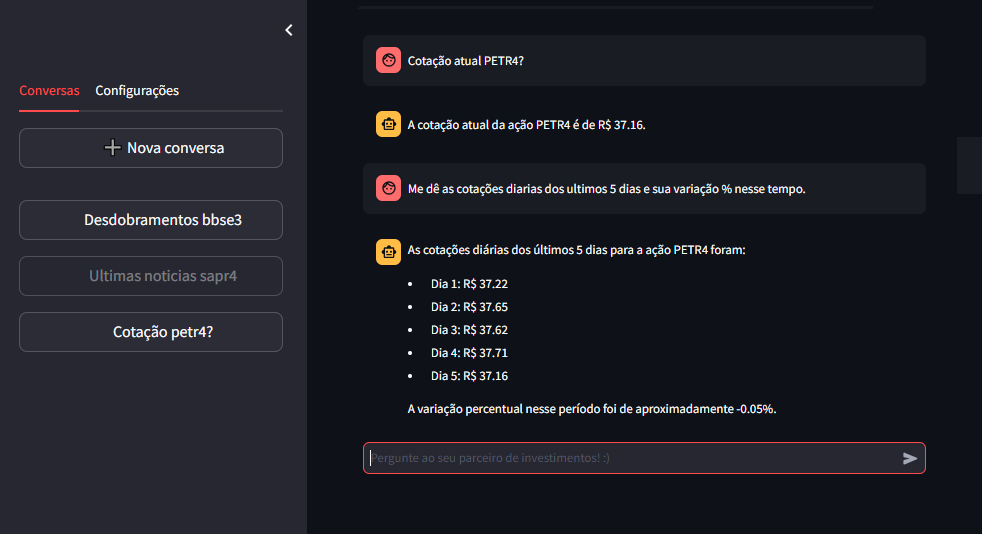 Conversas Configurações
Nova conversa
Desdobramentos bbse3
Ultimas noticias sapr4
Cotação petr4?
Cotação atual PETR4?
A cotação atual da ação PETR4 é de R$ 37.16.
Me dê as cotações diarias dos ultimos 5 dias e sua variação % nesse tempo.
As cotações diárias dos últimos 5 dias para a ação PETR4 foram:
• Dia 1: R$ 37.22
• Dia 2: R$ 37.65
• Dia 3: R$ 37.62
• Dia 4: R$ 37.71
• Dia 5: R$ 37.16
A variação percentual nesse período foi de aproximadamente -0.05%.
Pergunte ao seu parceiro de investimentos! :)